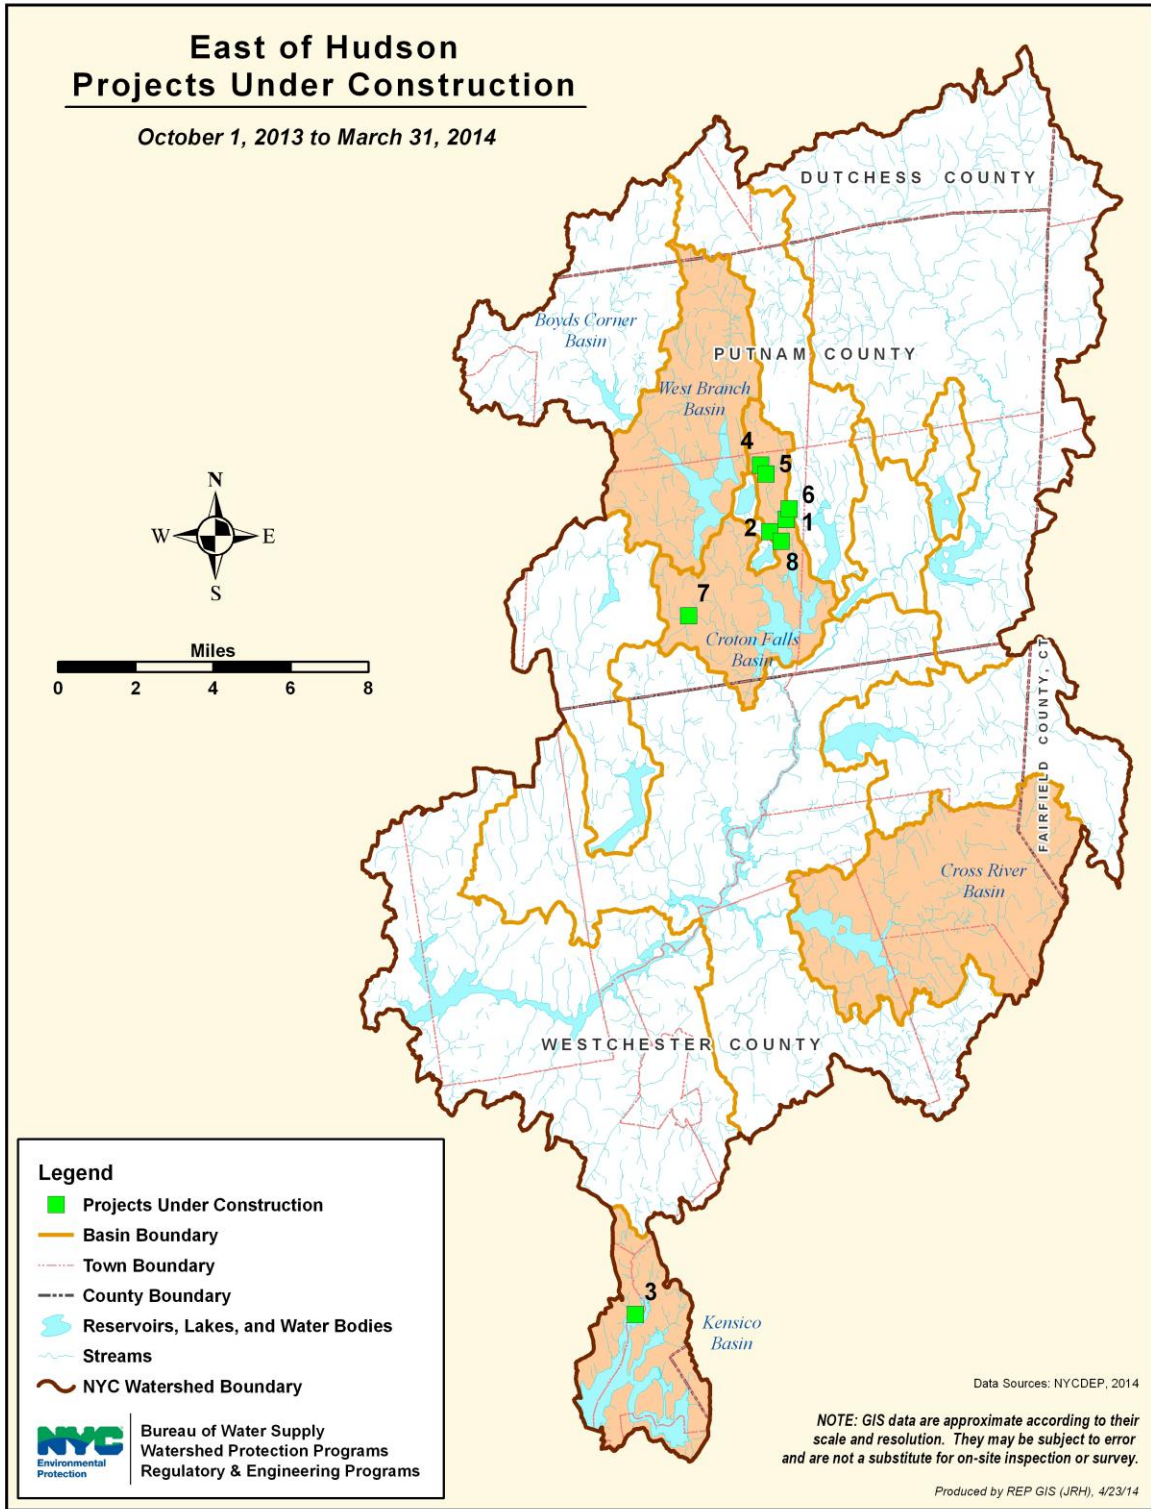 East of Hudson
Projects Under Construction
October 1, 2013 to March 31, 2014
DUTCHESS COUNTY
Boyds Corner
Basin
PUTNAM COUNTY
West Branch
Basin
4
5
6
2
1
8
7
Croton Falls
Basin
N
W
E
S
Miles
0 2 4 6 8
FAIRFIELD COUNTY, CT
Cross River
Basin
WESTCHESTER COUNTY
3
Kensico
Basin
Legend
Projects Under Construction
Basin Boundary
Town Boundary
County Boundary
Reservoirs, Lakes, and Water Bodies
Streams
NYC Watershed Boundary
NYC
Environmental
Protection
Bureau of Water Supply
Watershed Protection Programs
Regulatory & Engineering Programs
Data Sources: NYCDEP, 2014
NOTE: GIS data are approximate according to their
scale and resolution. They may be subject to error
and are not a substitute for on-site inspection or survey.
Produced by REP GIS (JRH), 4/23/14